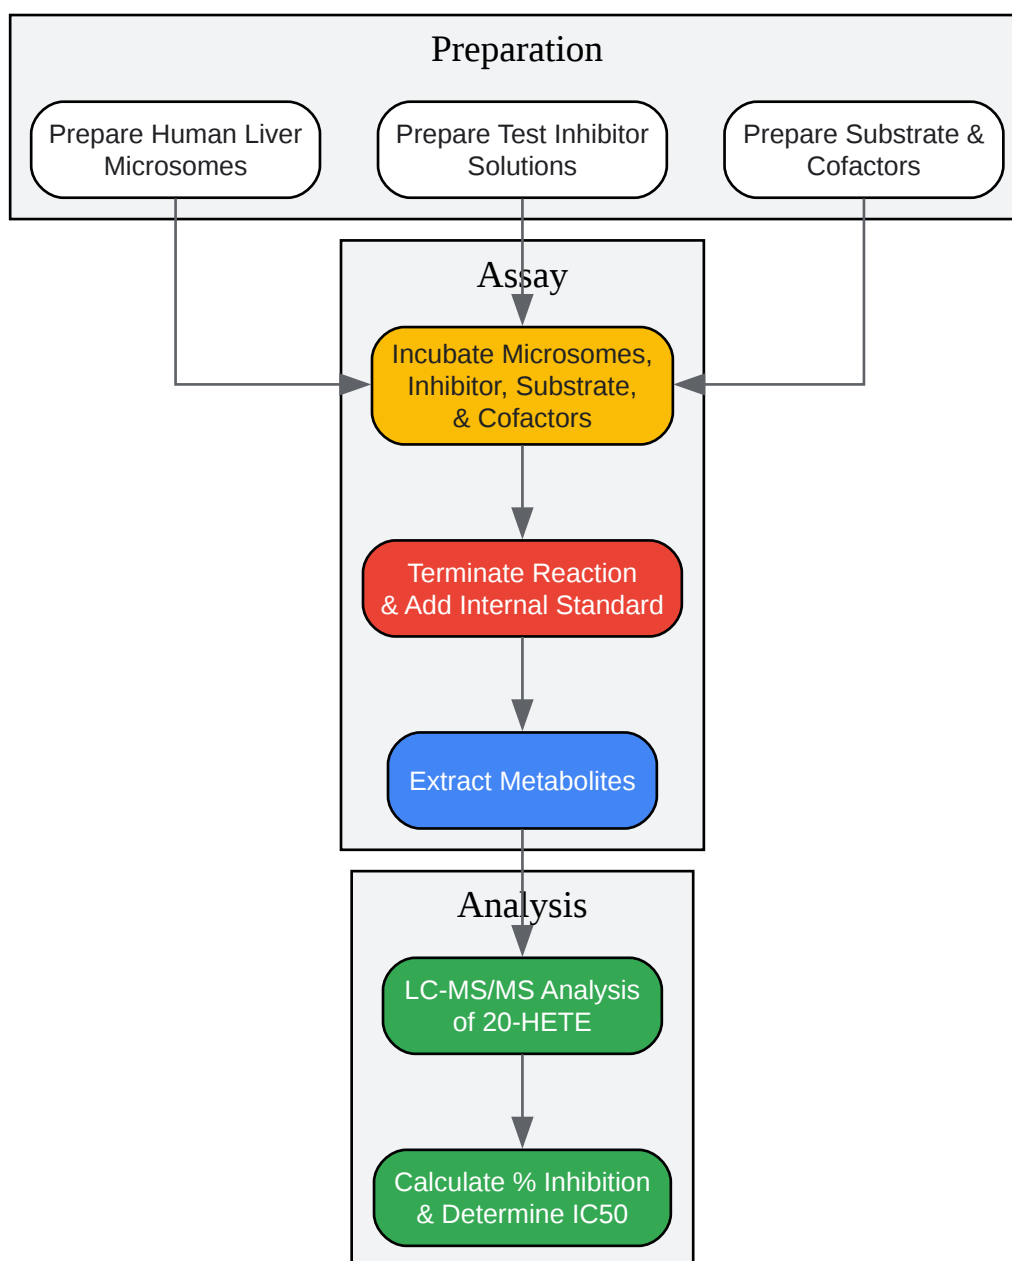 Preparation
Prepare Human Liver
Microsomes
Prepare Test Inhibitor
Solutions
Prepare Substrate &
Cofactors
Assay
Incubate Microsomes,
Inhibitor, Substrate,
& Cofactors
Terminate Reaction
& Add Internal Standard
Extract Metabolites
Analysis
LC-MS/MS Analysis
of 20-HETE
Calculate % Inhibition
& Determine IC50